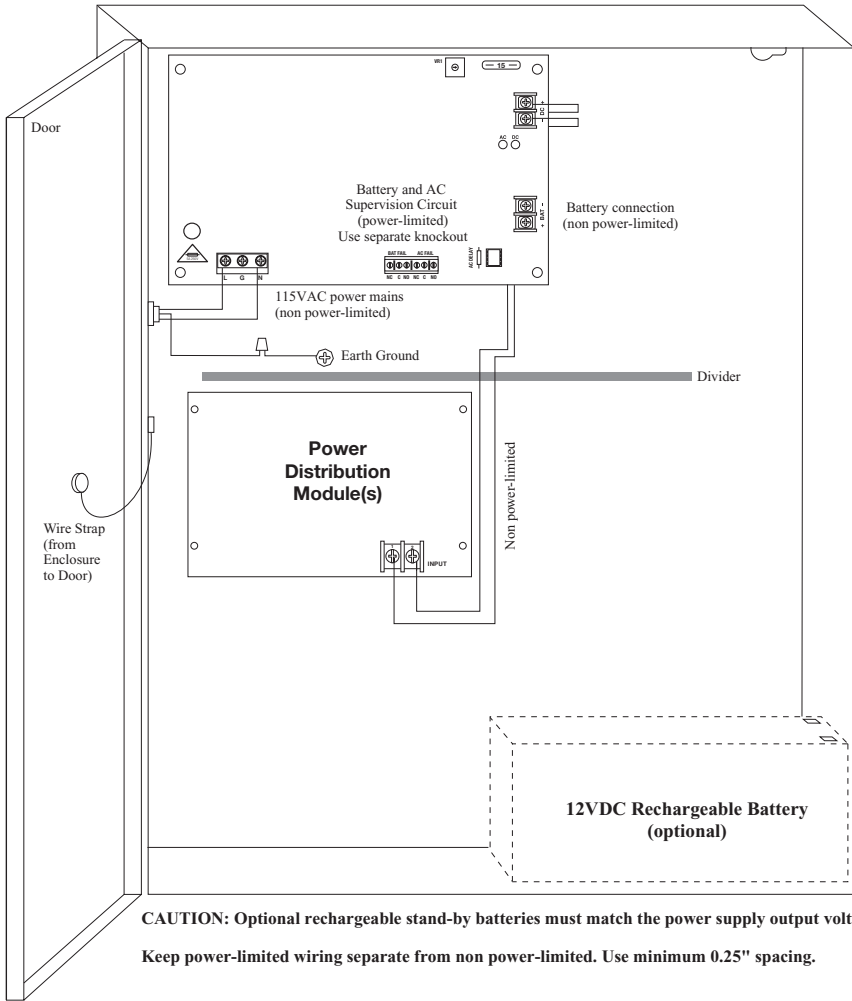 Door
VR1
15
+ DC -
AC DC
Battery and AC
Supervision Circuit
(power-limited)
Use separate knockout
BAT -
+
Battery connection
(non power-limited)
BAT FAIL AC FAIL
NC C NO NC C NO
AC DELAY
L G N
115VAC power mains
(non power-limited)
Earth Ground
Divider
Power
Distribution
Module(s)
Non power-limited
Wire Strap
(from
Enclosure
to Door)
INPUT
12VDC Rechargeable Battery
(optional)
CAUTION: Optional rechargeable stand-by batteries must match the power supply output volt
Keep power-limited wiring separate from non power-limited. Use minimum 0.25" spacing.